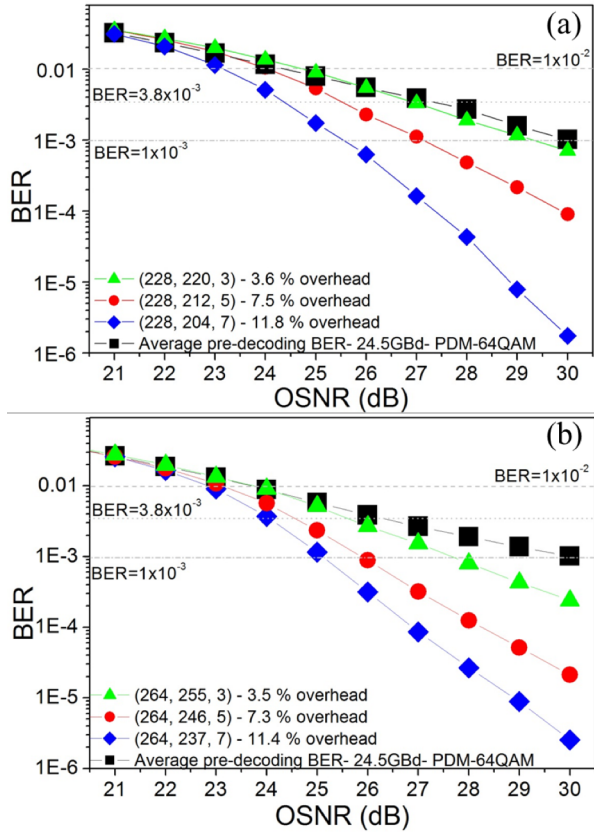 (a)
0.01
BER=1x10⁻²
BER=3.8x10⁻³
1E-3
BER=1x10⁻³
BER
1E-4
1E-5
1E-6
(228, 220, 3) - 3.6 % overhead
(228, 212, 5) - 7.5 % overhead
(228, 204, 7) - 11.8 % overhead
Average pre-decoding BER- 24.5GBd- PDM-64QAM
21 22 23 24 25 26 27 28 29 30
OSNR (dB)
(b)
0.01
BER=1x10⁻²
BER=3.8x10⁻³
1E-3
BER=1x10⁻³
BER
1E-4
1E-5
1E-6
(264, 255, 3) - 3.5 % overhead
(264, 246, 5) - 7.3 % overhead
(264, 237, 7) - 11.4 % overhead
Average pre-decoding BER- 24.5GBd- PDM-64QAM
21 22 23 24 25 26 27 28 29 30
OSNR (dB)